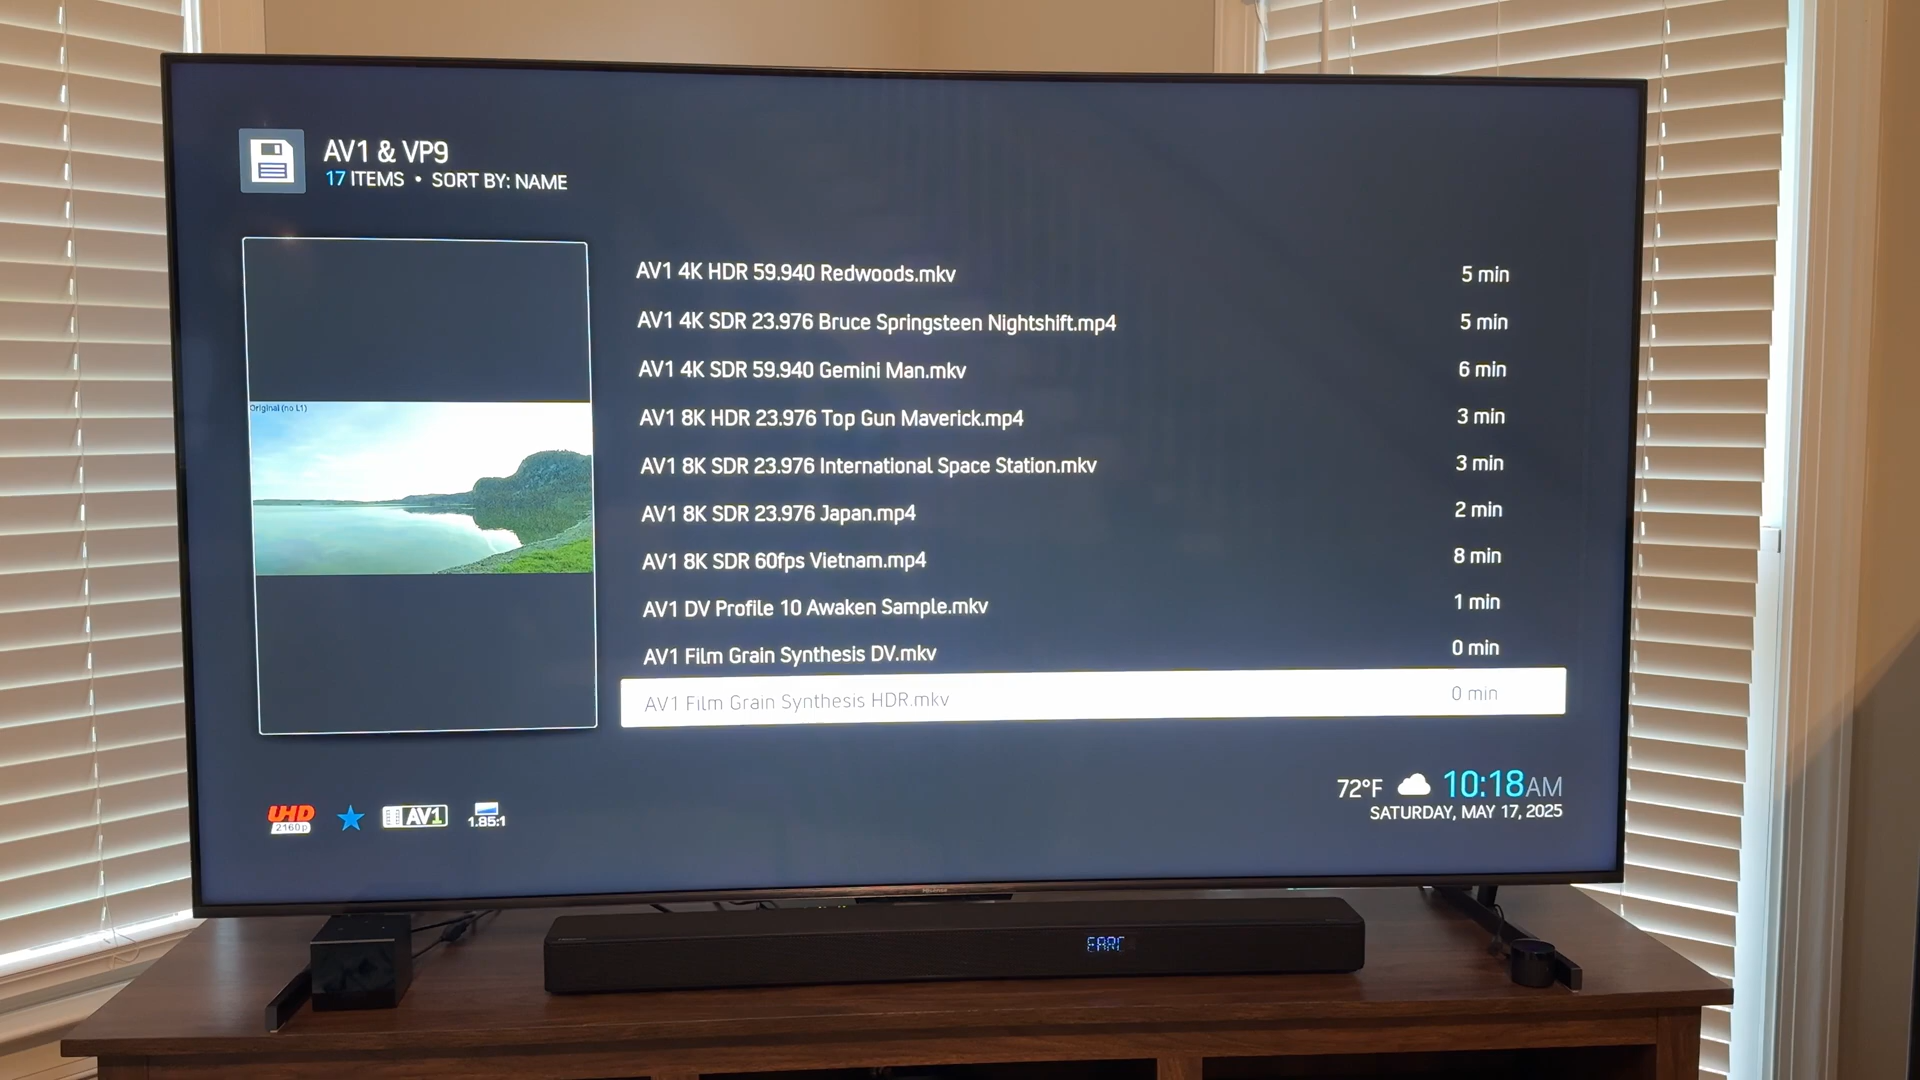 AV1 & VP9
17 ITEMS • SORT BY: NAME
Original (no L1)
AV1 4K HDR 59.940 Redwoods.mkv 5 min
AV1 4K SDR 23.976 Bruce Springsteen Nightshift.mp4 5 min
AV1 4K SDR 59.940 Gemini Man.mkv 6 min
AV1 8K HDR 23.976 Top Gun Maverick.mp4 3 min
AV1 8K SDR 23.976 International Space Station.mkv 3 min
AV1 8K SDR 23.976 Japan.mp4 2 min
AV1 8K SDR 60fps Vietnam.mp4 8 min
AV1 DV Profile 10 Awaken Sample.mkv 1 min
AV1 Film Grain Synthesis DV.mkv 0 min
AV1 Film Grain Synthesis HDR.mkv 0 min
72°F 10:18AM
SATURDAY, MAY 17, 2025
UHD
2160p
AV1
1.85:1
Hisense
EARC